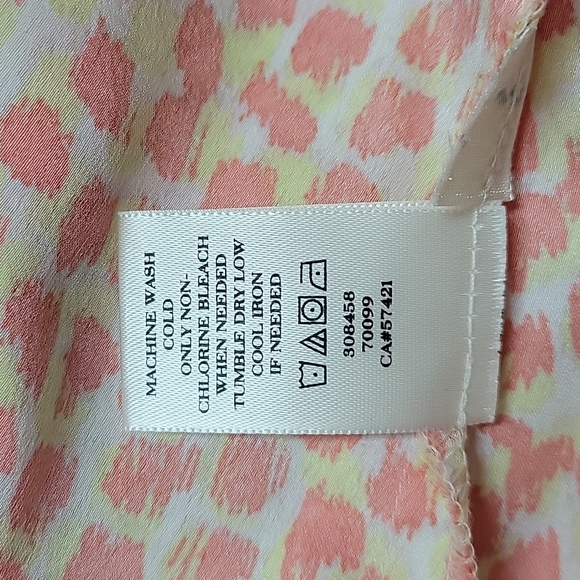 MACHINE WASH
COLD
ONLY NON-
CHLORINE BLEACH
WHEN NEEDED
TUMBLE DRY LOW
COOL IRON
IF NEEDED
308458
70099
CA#57421